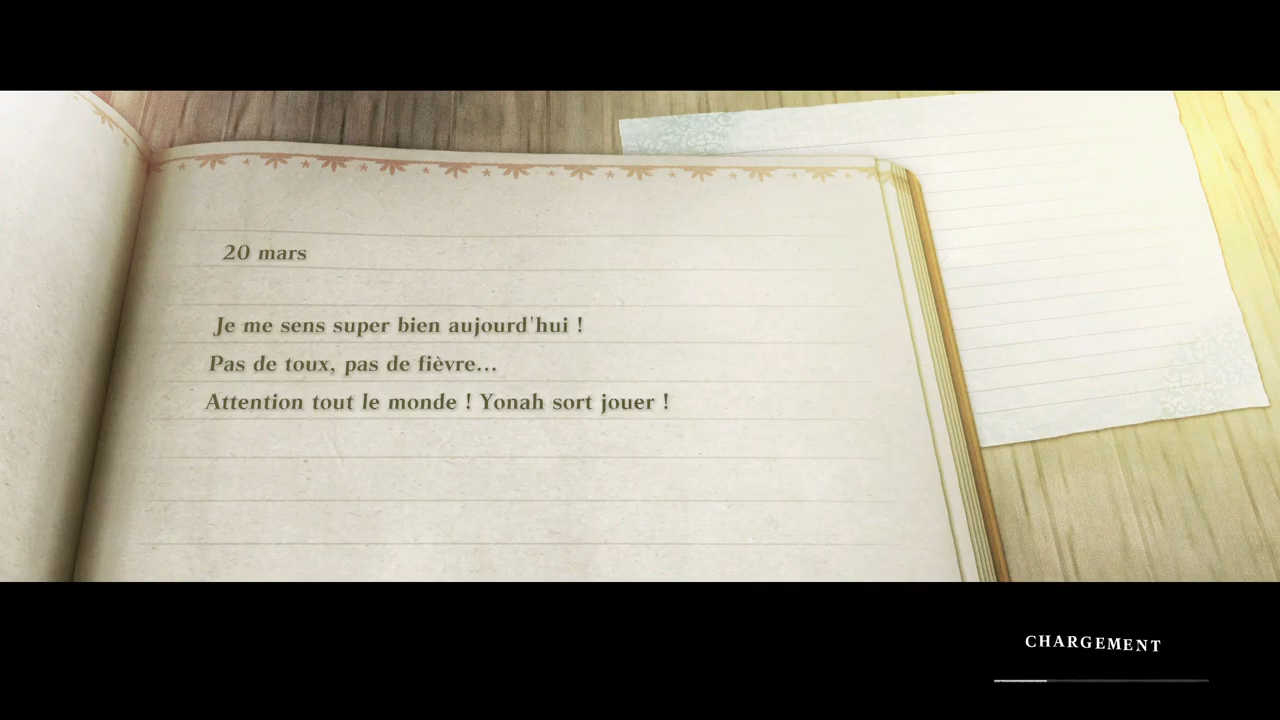 20 mars
Je me sens super bien aujourd'hui !
Pas de toux, pas de fièvre…
Attention tout le monde ! Yonah sort jouer !
CHARGEMENT